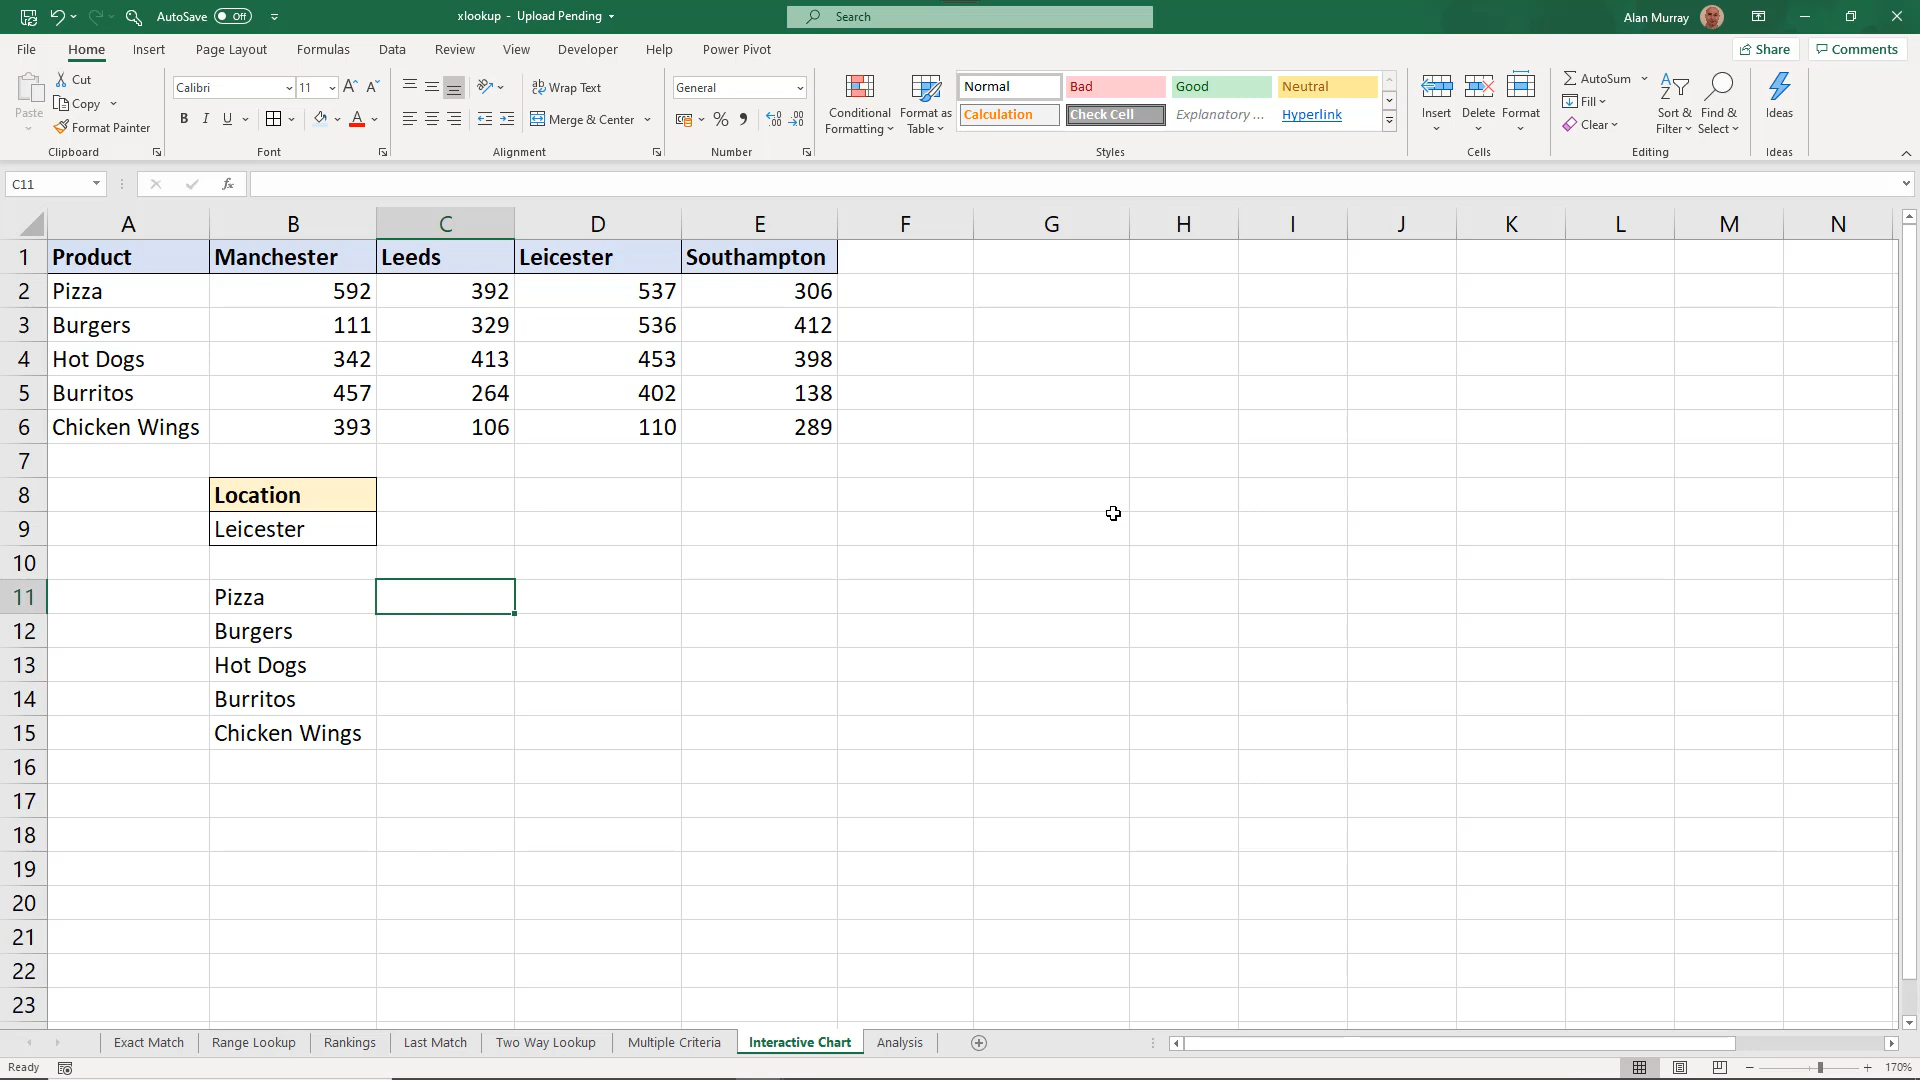 AutoSave Off
xlookup - Upload Pending
Search
Alan Murray
File Home Insert Page Layout Formulas Data Review View Developer Help Power Pivot
Share Comments
Paste
Cut
Copy
Format Painter
Clipboard
Calibri 11
B I U
Font
Wrap Text
Merge & Center
Alignment
General
Number
Conditional Formatting
Format as Table
Normal Bad Good Neutral
Calculation Check Cell Explanatory ... Hyperlink
Styles
Insert Delete Format
Cells
AutoSum
Fill
Clear
Sort & Filter
Find & Select
Editing
Ideas
Ideas
C11 fx
A B C D E F G H I J K L M N
1 Product Manchester Leeds Leicester Southampton
2 Pizza 592 392 537 306
3 Burgers 111 329 536 412
4 Hot Dogs 342 413 453 398
5 Burritos 457 264 402 138
6 Chicken Wings 393 106 110 289
7
8 Location
9 Leicester
10
11 Pizza
12 Burgers
13 Hot Dogs
14 Burritos
15 Chicken Wings
16
17
18
19
20
21
22
23
Exact Match Range Lookup Rankings Last Match Two Way Lookup Multiple Criteria Interactive Chart Analysis
Ready
170%